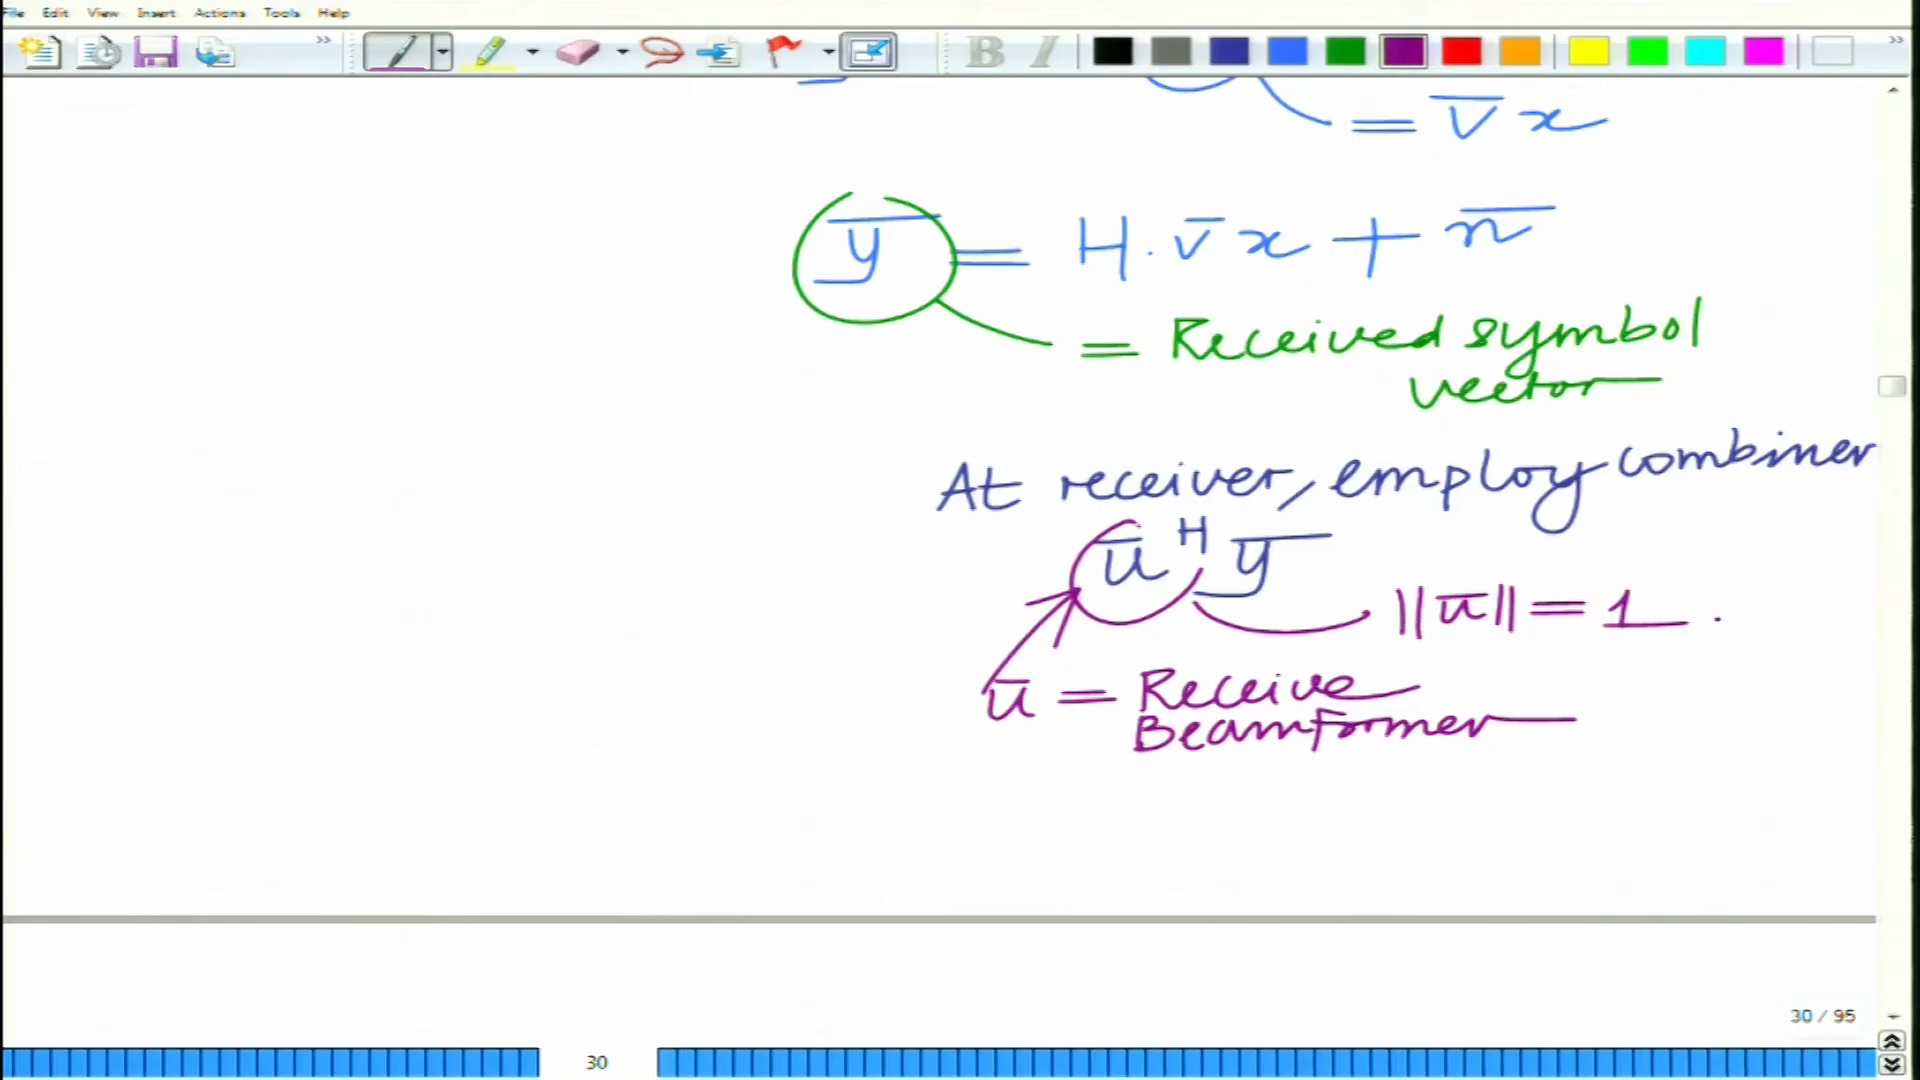 File Edit View Insert Actions Tools Help
B I
= v̅ x
y̅ = H. v̅ x + n̅
= Received symbol
vector
At receiver, employ combiner
u̅ᴴ y̅
||u̅|| = 1 .
u̅ = Receive
Beamformer
30 / 95
30